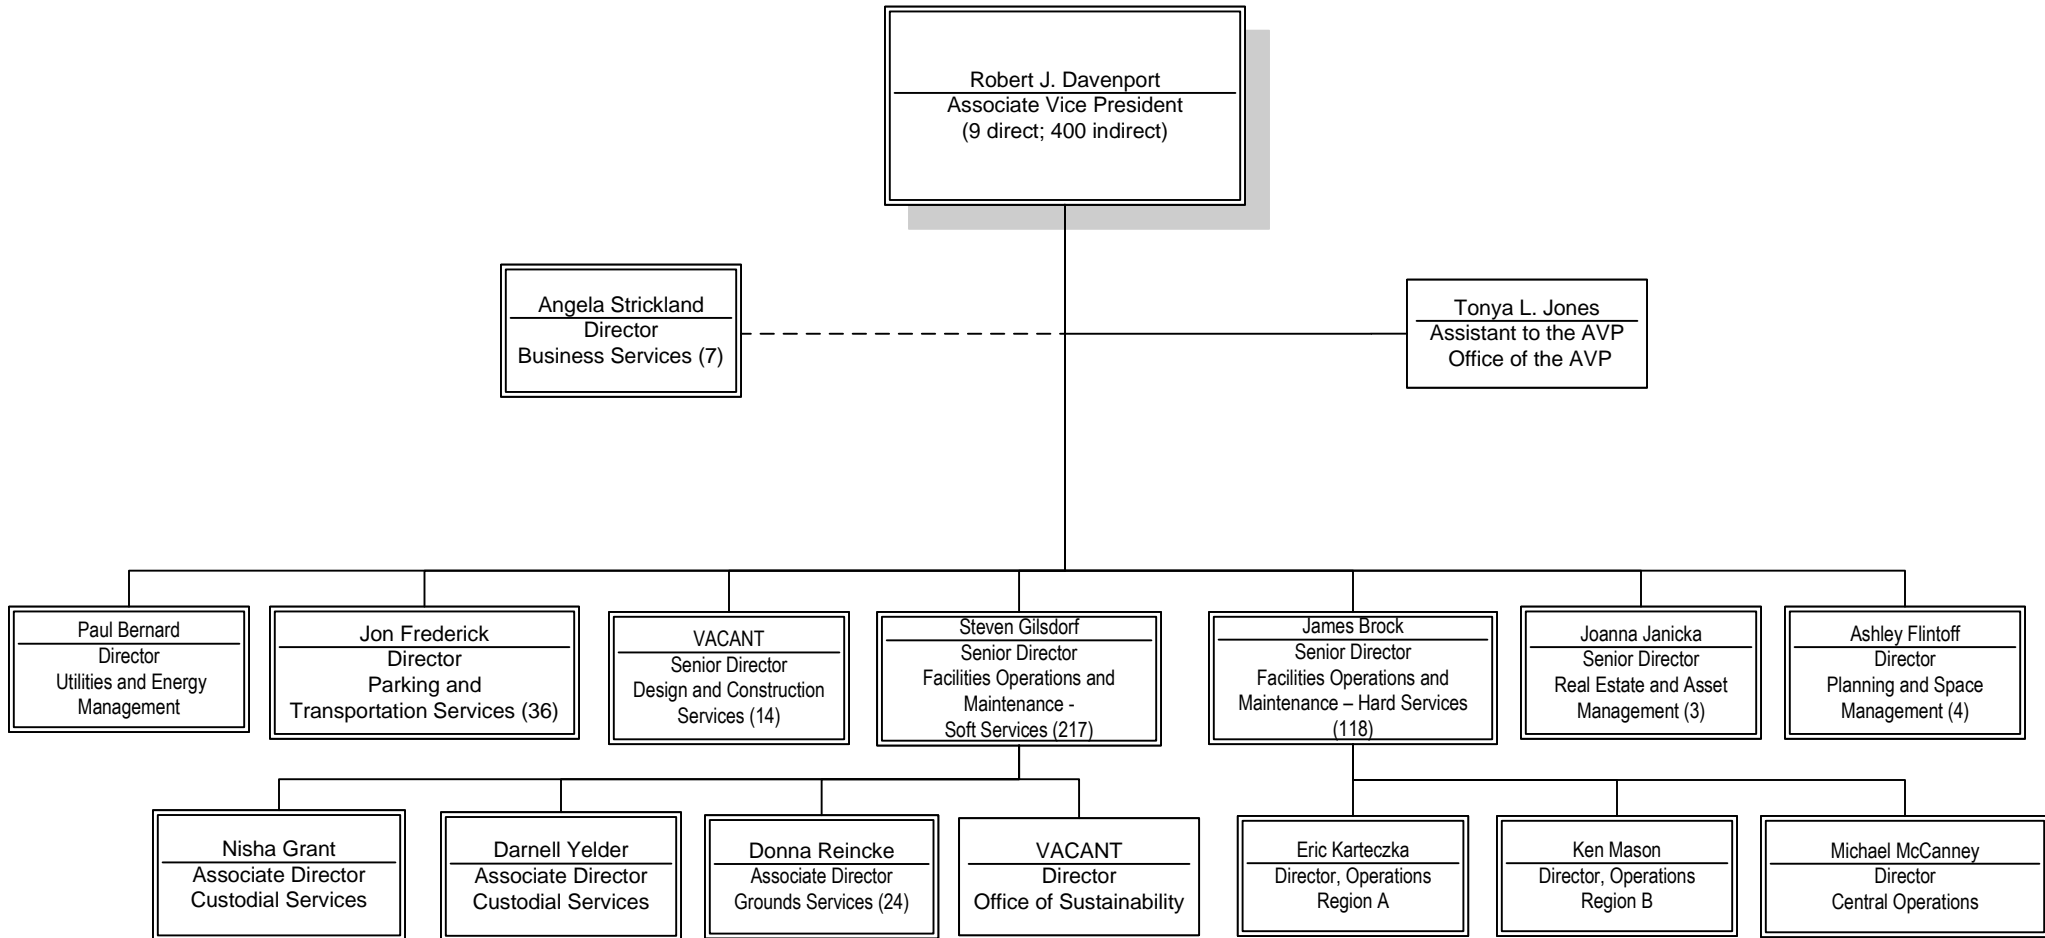 Robert J. Davenport
Associate Vice President
(9 direct; 400 indirect)
Angela Strickland
Director
Business Services (7)
Tonya L. Jones
Assistant to the AVP
Office of the AVP
Paul Bernard
Director
Utilities and Energy
Management
Jon Frederick
Director
Parking and
Transportation Services (36)
VACANT
Senior Director
Design and Construction
Services (14)
Steven Gilsdorf
Senior Director
Facilities Operations and
Maintenance -
Soft Services (217)
James Brock
Senior Director
Facilities Operations and
Maintenance – Hard Services
(118)
Joanna Janicka
Senior Director
Real Estate and Asset
Management (3)
Ashley Flintoff
Director
Planning and Space
Management (4)
Nisha Grant
Associate Director
Custodial Services
Darnell Yelder
Associate Director
Custodial Services
Donna Reincke
Associate Director
Grounds Services (24)
VACANT
Director
Office of Sustainability
Eric Karteczka
Director, Operations
Region A
Ken Mason
Director, Operations
Region B
Michael McCanney
Director
Central Operations